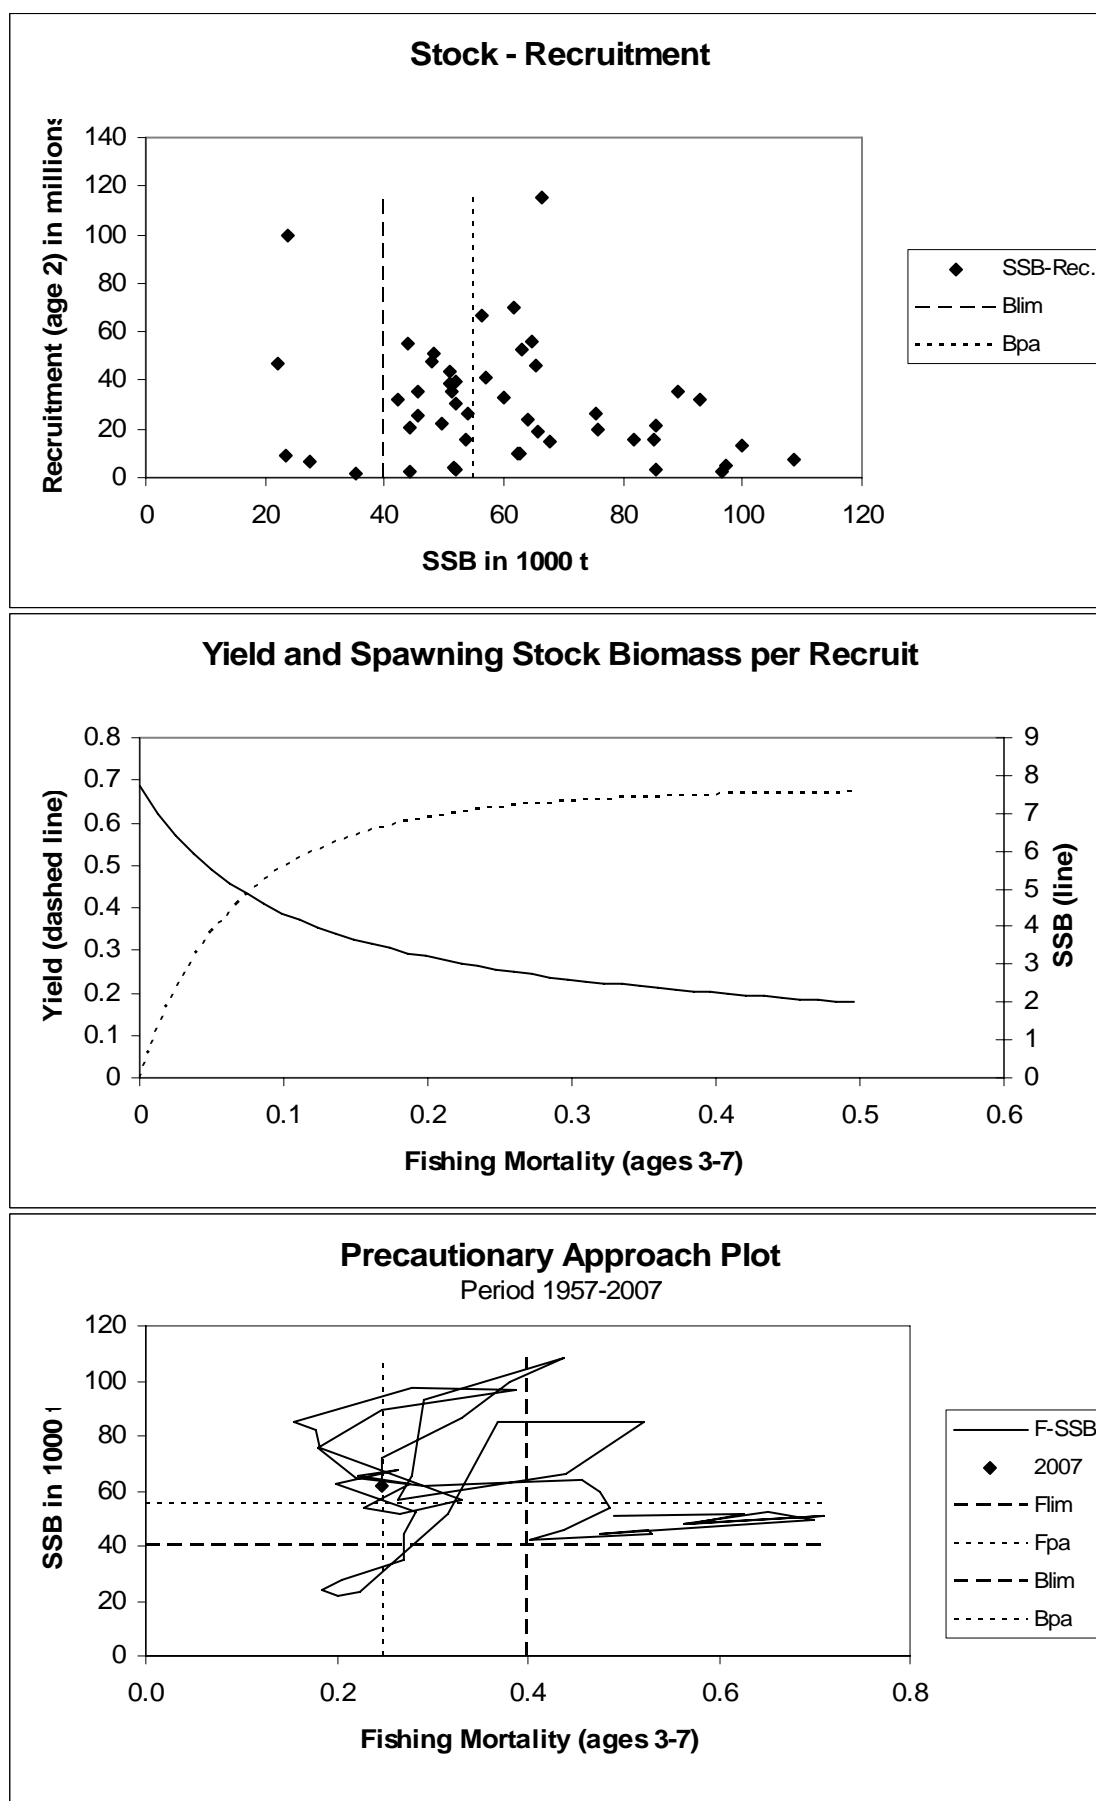 Stock - Recruitment
Recruitment (age 2) in millions
140
120
100
80
60
40
20
0
0 20 40 60 80 100 120
SSB in 1000 t
SSB-Rec.
Blim
Bpa
Yield and Spawning Stock Biomass per Recruit
Yield (dashed line)
0.8
0.7
0.6
0.5
0.4
0.3
0.2
0.1
0
9
8
7
6
5
4
3
2
1
0
SSB (line)
0 0.1 0.2 0.3 0.4 0.5 0.6
Fishing Mortality (ages 3-7)
Precautionary Approach Plot
Period 1957-2007
SSB in 1000 t
120
100
80
60
40
20
0
0.0 0.2 0.4 0.6 0.8
Fishing Mortality (ages 3-7)
F-SSB
2007
Flim
Fpa
Blim
Bpa